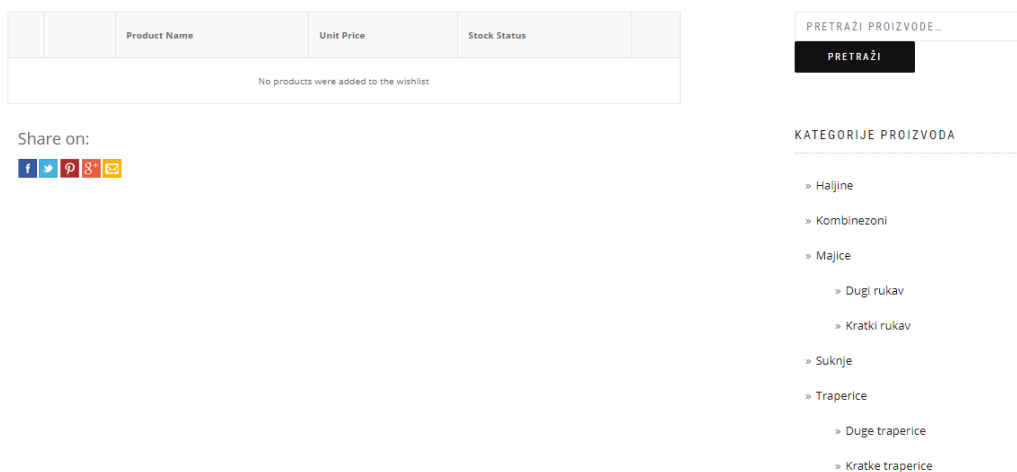 Product Name Unit Price Stock Status
No products were added to the wishlist
Share on:
f g+
PRETRAŽI PROIZVODE…
PRETRAŽI
KATEGORIJE PROIZVODA
» Haljine
» Kombinezoni
» Majice
» Dugi rukav
» Kratki rukav
» Suknje
» Traperice
» Duge traperice
» Kratke traperice